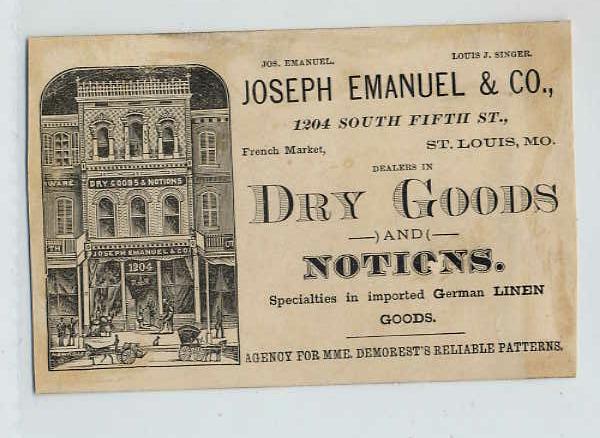 JOS. EMANUEL. LOUIS J. SINGER.
JOSEPH EMANUEL & CO.,
1204 SOUTH FIFTH ST.,
French Market, ST. LOUIS, MO.
DEALERS IN
DRY GOODS
—) AND (—
NOTIONS.
Specialties in imported German LINEN
GOODS.
AGENCY FOR MME. DEMOREST'S RELIABLE PATTERNS.
WARE
DRY GOODS & NOTIONS
TH
JOSEPH EMANUEL & CO
1204